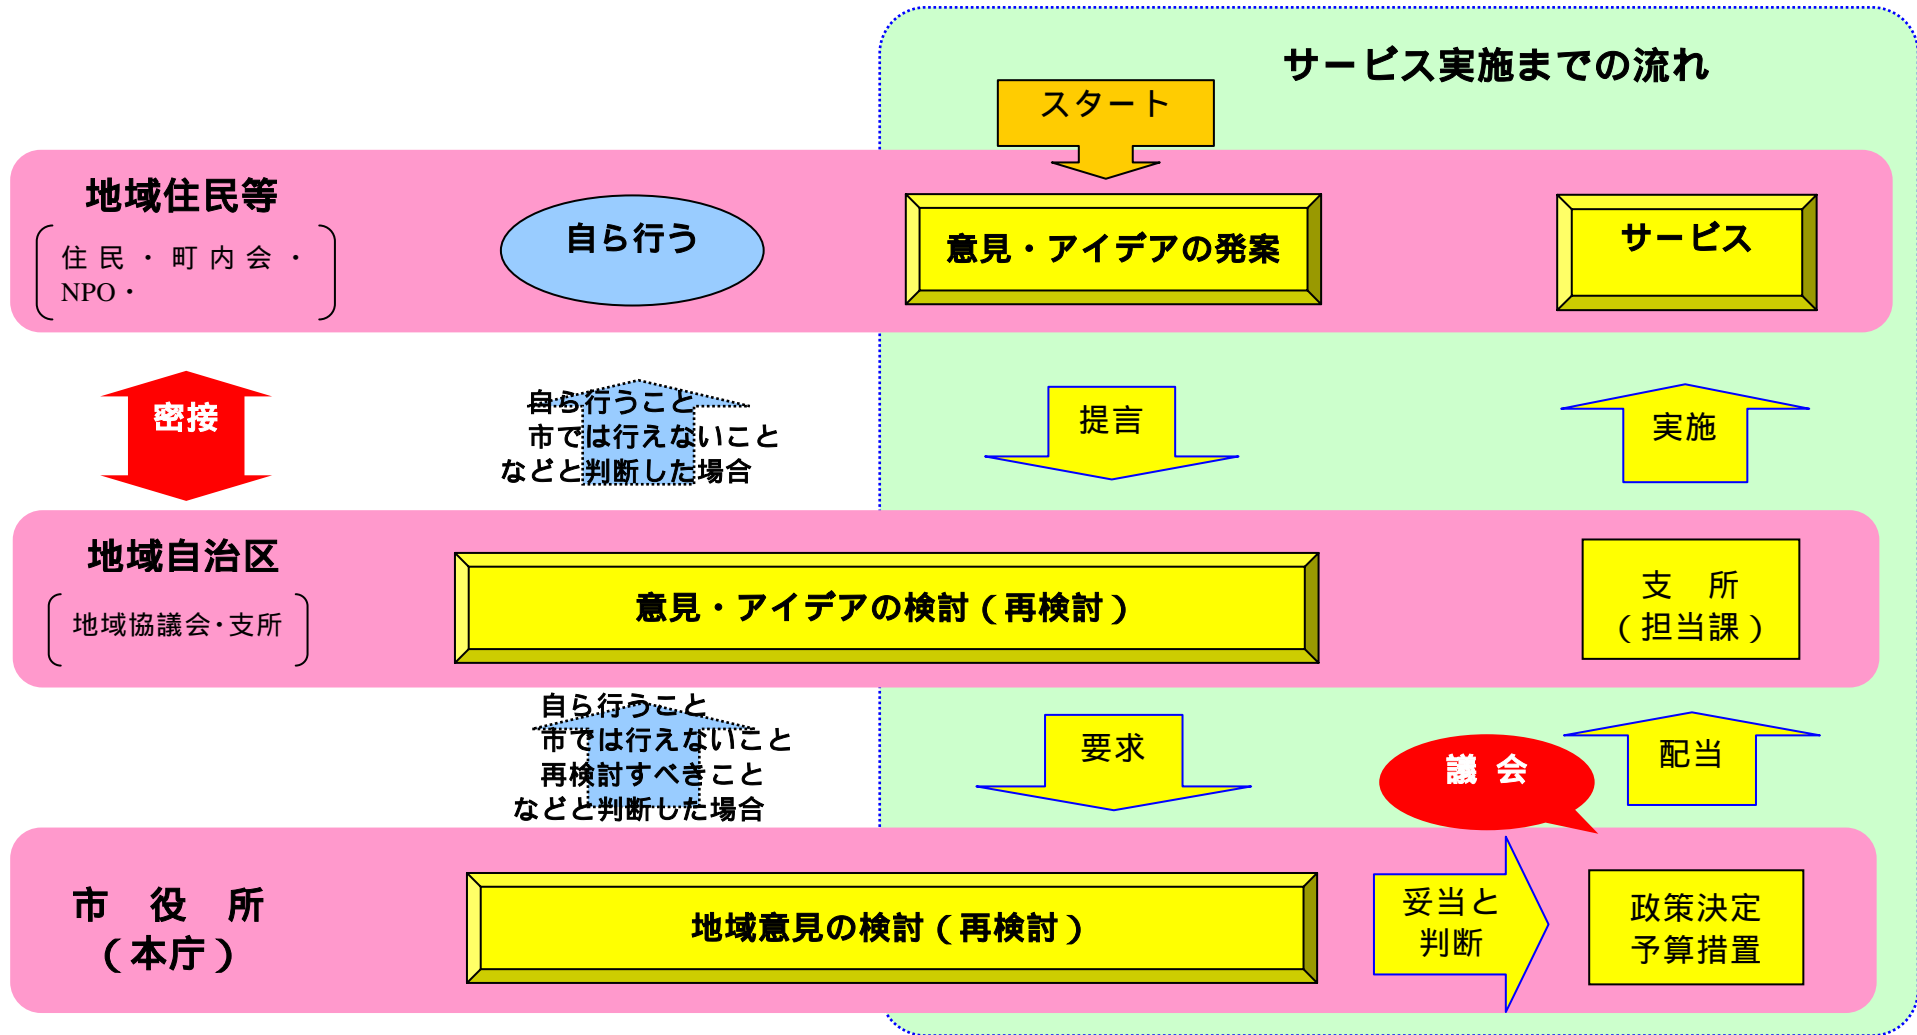 サービス実施までの流れ
スタート
地域住民等
住民・町内会・
NPO・
自ら行う
意見・アイデアの発案
サービス
密接
自ら行うこと
市では行えないこと
などと判断した場合
提言
実施
地域自治区
地域協議会・支所
意見・アイデアの検討（再検討）
支　所
（担当課）
自ら行うこと
市では行えないこと
再検討すべきこと
などと判断した場合
要求
議 会
配当
市　役　所
（本庁）
地域意見の検討（再検討）
妥当と
判断
政策決定
予算措置